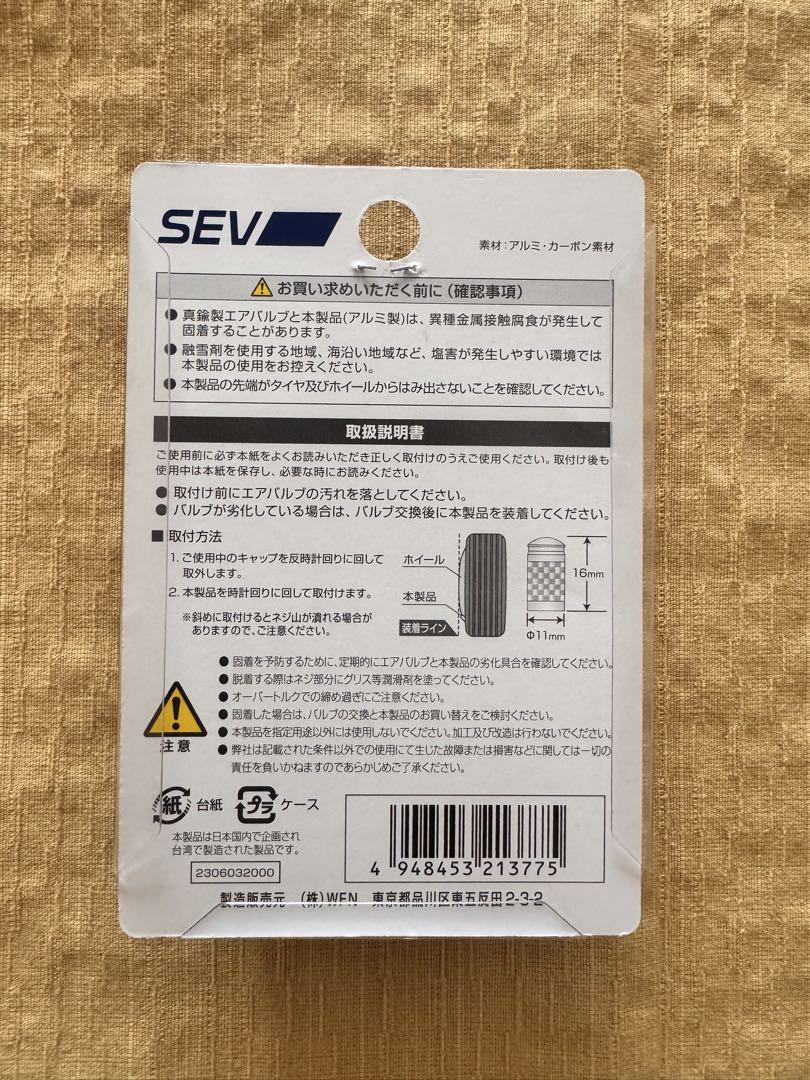 SEV
素材：アルミ・カーボン素材
お買い求めいただく前に（確認事項）
● 真鍮製エアバルブと本製品(アルミ製)は、異種金属接触腐食が発生して
固着することがあります。
● 融雪剤を使用する地域、海沿い地域など、塩害が発生しやすい環境では
本製品の使用をお控えください。
● 本製品の先端がタイヤ及びホイールからはみ出さないことを確認してください。
取扱説明書
ご使用前に必ず本紙をよくお読みいただき正しく取付けのうえご使用ください。取付け後も
使用中は本紙を保存し、必要な時にお読みください。
● 取付け前にエアバルブの汚れを落としてください。
● バルブが劣化している場合は、バルブ交換後に本製品を装着してください。
■ 取付方法
1. ご使用中のキャップを反時計回りに回して
取外します。
2. 本製品を時計回りに回して取付けます。
※斜めに取付けるとネジ山が潰れる場合が
ありますので、ご注意ください。
ホイール
本製品
装着ライン
16mm
Φ11mm
注意
● 固着を予防するために、定期的にエアバルブと本製品の劣化具合を確認してください。
● 脱着する際はネジ部分にグリス等潤滑剤を塗ってください。
● オーバートルクでの締め過ぎにご注意ください。
● 固着した場合は、バルブの交換と本製品のお買い替えをご検討ください。
● 本製品を指定用途以外には使用しないでください。加工及び改造は行わないでください。
● 弊社は記載された条件以外での使用にて生じた故障または損害などに関しては一切の
責任を負いかねますのであらかじめご了承ください。
紙 台紙 プラ ケース
本製品は日本国内で企画され
台湾で製造された製品です。
2306032000
4 948453 213775
製造販売元 （株）WFN 東京都品川区東五反田2-3-2